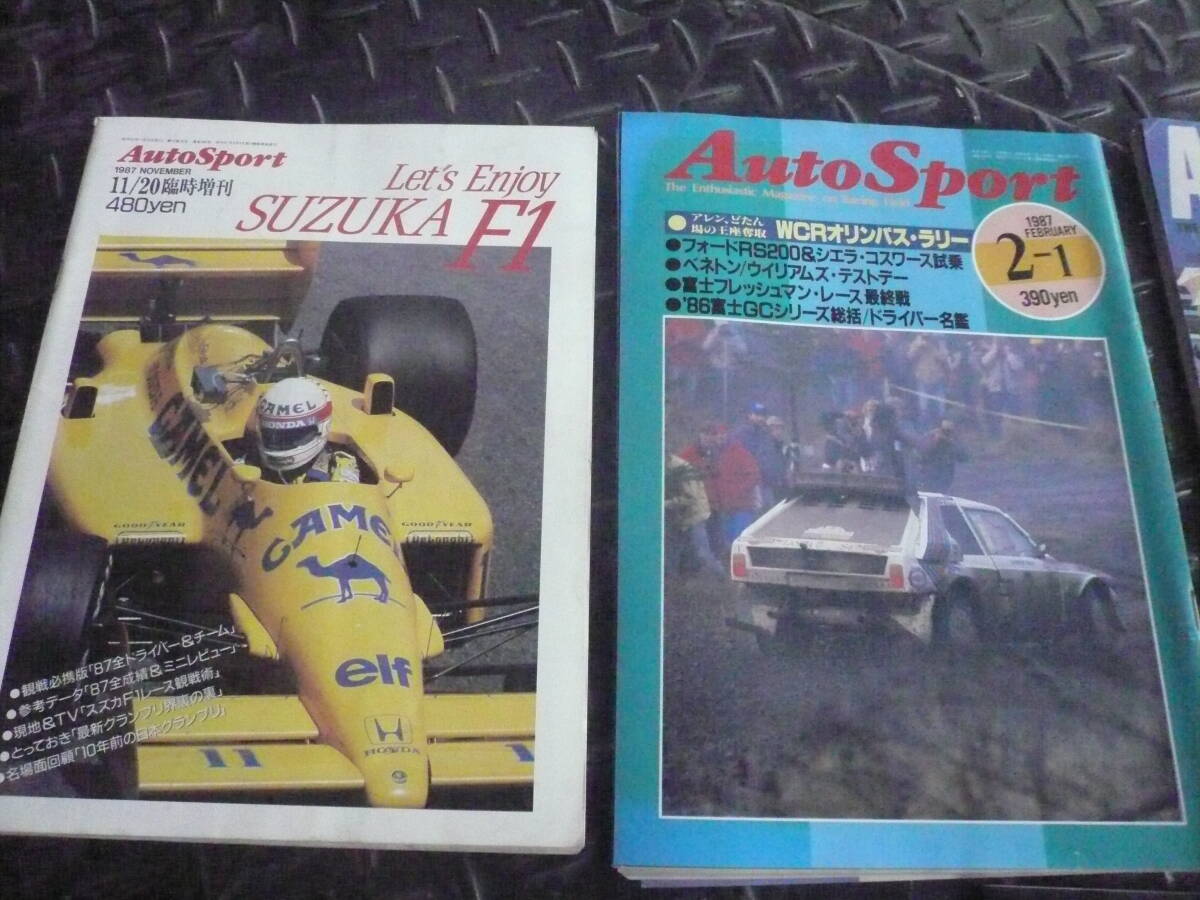 AutoSport
1987 NOVEMBER
11/20臨時増刊
480yen
Let's Enjoy
SUZUKA F1
CAMEL
HONDA
CAMEL
GOOD YEAR
DeLonghi
CAMEL
GOOD YEAR
DeLonghi
elf
HONDA
11
●観戦必携版「'87全ドライバー&チーム」
●参考データ「'87全成績&ミニレビュー」
●現地&TV「スズカF1レース観戦術」
●とっておき「最新グランプリ界裏の裏」
●名場面回顧「10年前の日本グランプリ」
AutoSport
The Enthusiastic Magazine on Racing Field
1987
FEBRUARY
2-1
390yen
●アレン、どたん場の王座奪取 WCRオリンパス・ラリー
●フォードRS200&シエラ・コスワース試乗
●ベネトン/ウイリアムズ・テストデー
●富士フレッシュマン・レース最終戦
●'86富士GCシリーズ総括/ドライバー名鑑
A